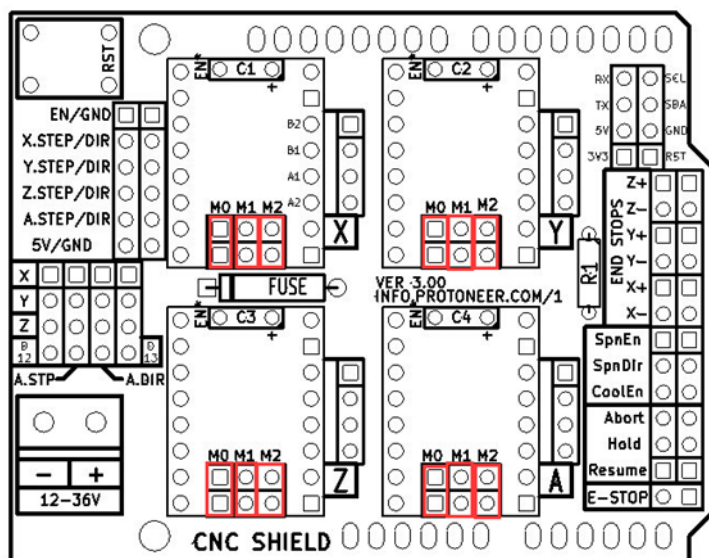 RST
EN/GND
X.STEP/DIR
Y.STEP/DIR
Z.STEP/DIR
A.STEP/DIR
5V/GND
X
Y
Z
D
12
D
13
A.STP
A.DIR
- +
12-36V
EN*
C1
+
B2
B1
A1
A2
M0 M1 M2
X
EN*
C2
+
M0 M1 M2
Y
FUSE
VER 3.00
INFO.PROTONEER.COM/1
EN*
C3
+
M0 M1 M2
Z
EN*
C4
+
M0 M1 M2
A
CNC SHIELD
R1
RX SCL
TX SDA
5V GND
3V3 RST
END STOPS
Z+
Z-
Y+
Y-
X+
X-
SpnEn
SpnDir
CoolEn
Abort
Hold
Resume
E-STOP